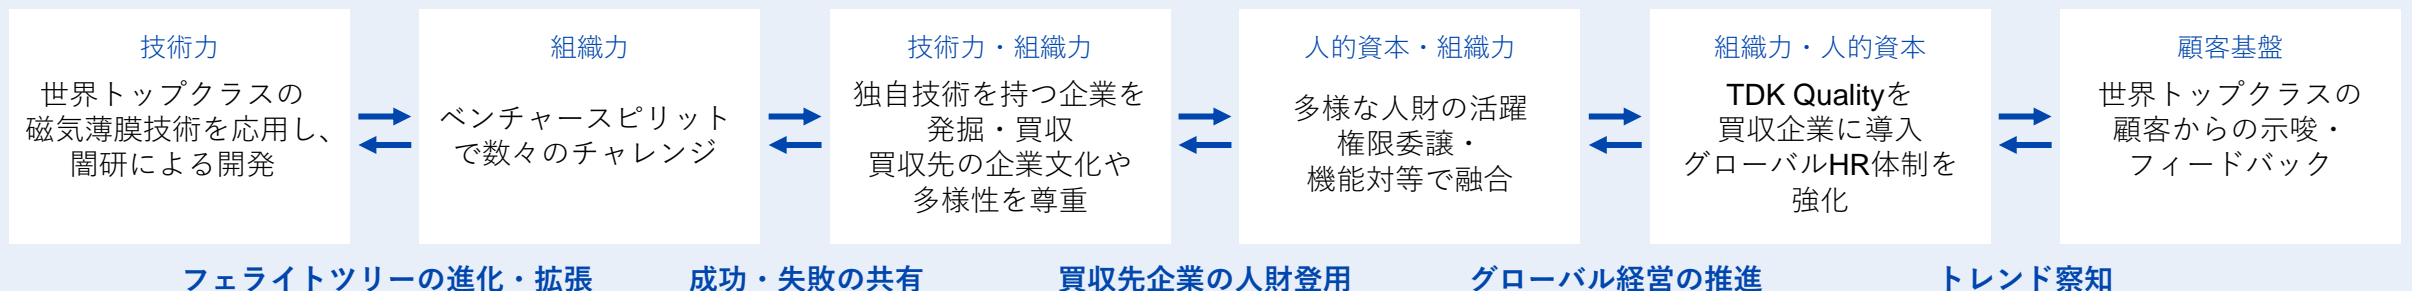 技術力
世界トップクラスの
磁気薄膜技術を応用し、
闇研による開発
組織力
ベンチャースピリット
で数々のチャレンジ
技術力・組織力
独自技術を持つ企業を
発掘・買収
買収先の企業文化や
多様性を尊重
人的資本・組織力
多様な人財の活躍
権限委譲・
機能対等で融合
組織力・人的資本
TDK Qualityを
買収企業に導入
グローバルHR体制を
強化
顧客基盤
世界トップクラスの
顧客からの示唆・
フィードバック
フェライトツリーの進化・拡張
成功・失敗の共有
買収先企業の人財登用
グローバル経営の推進
トレンド察知